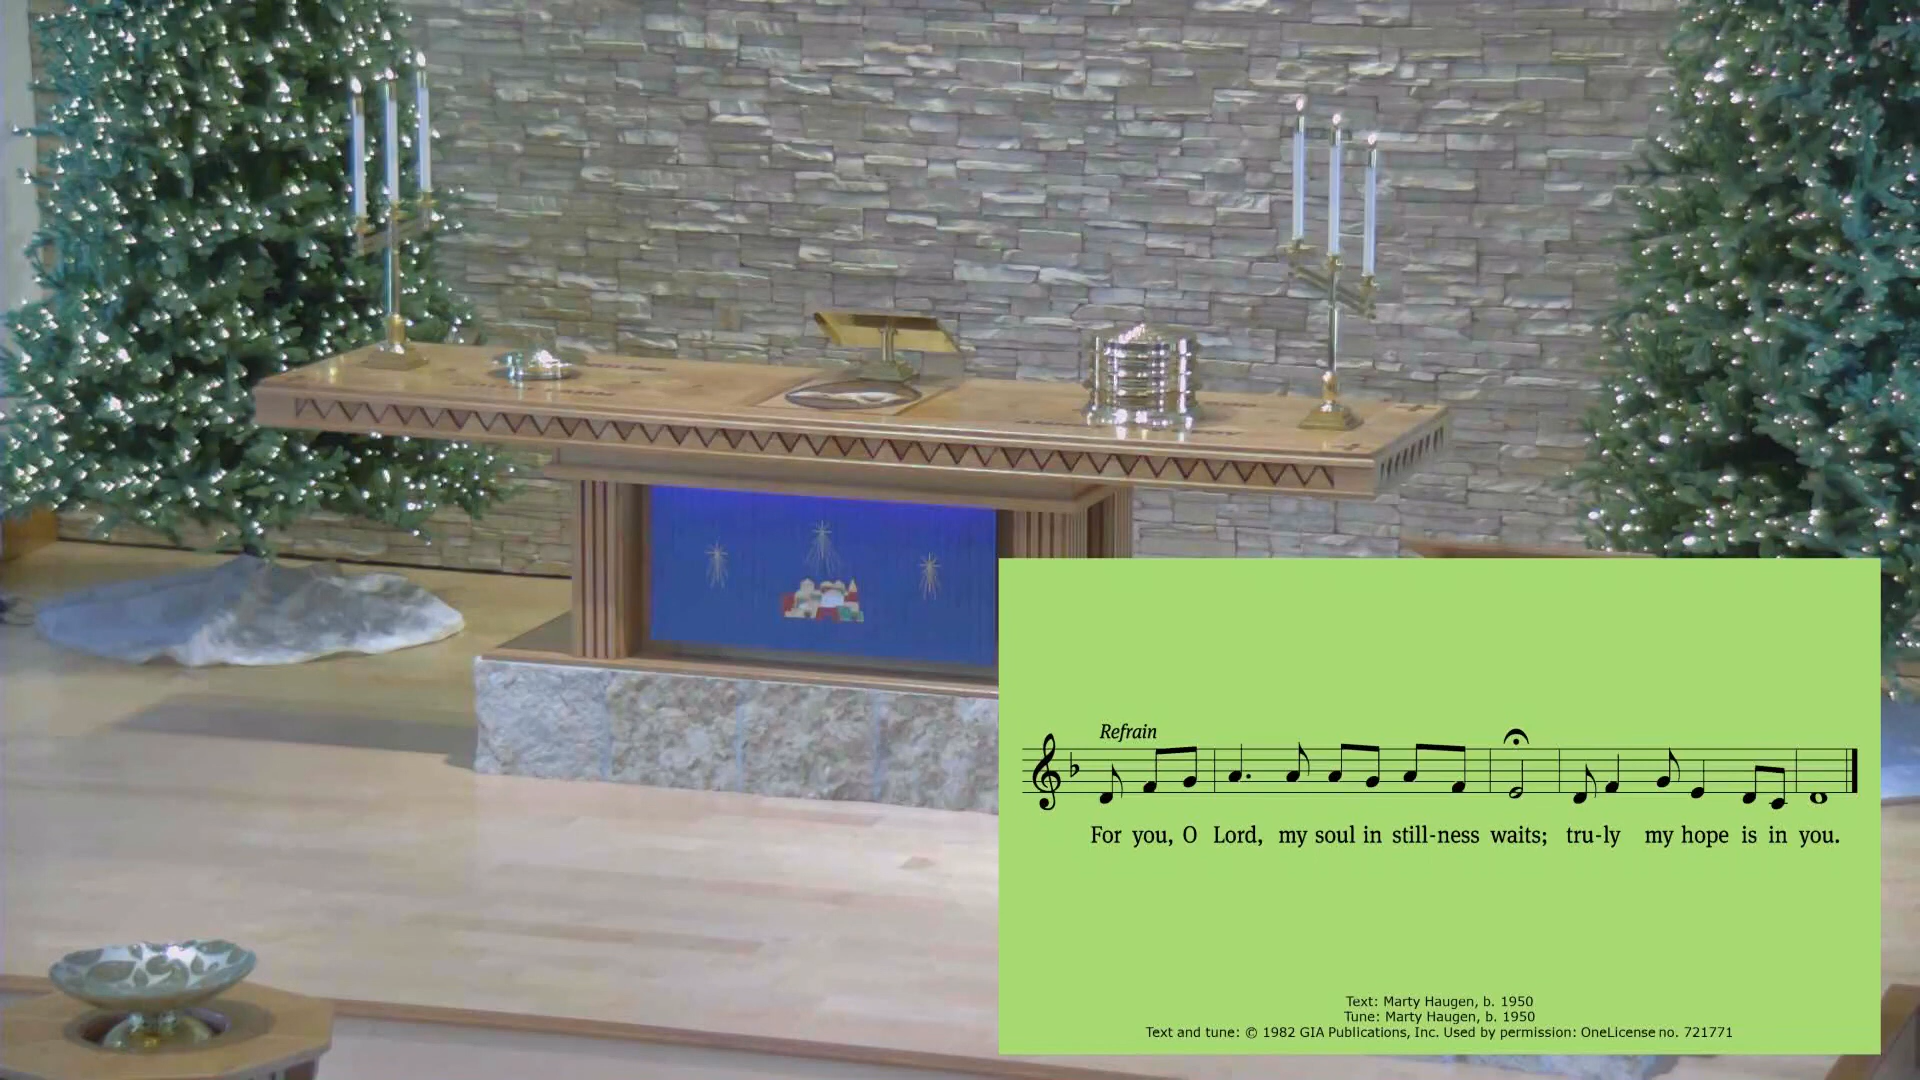 Refrain
For you, O Lord, my soul in still-ness waits; tru-ly my hope is in you.
Text: Marty Haugen, b. 1950
Tune: Marty Haugen, b. 1950
Text and tune: © 1982 GIA Publications, Inc. Used by permission: OneLicense no. 721771